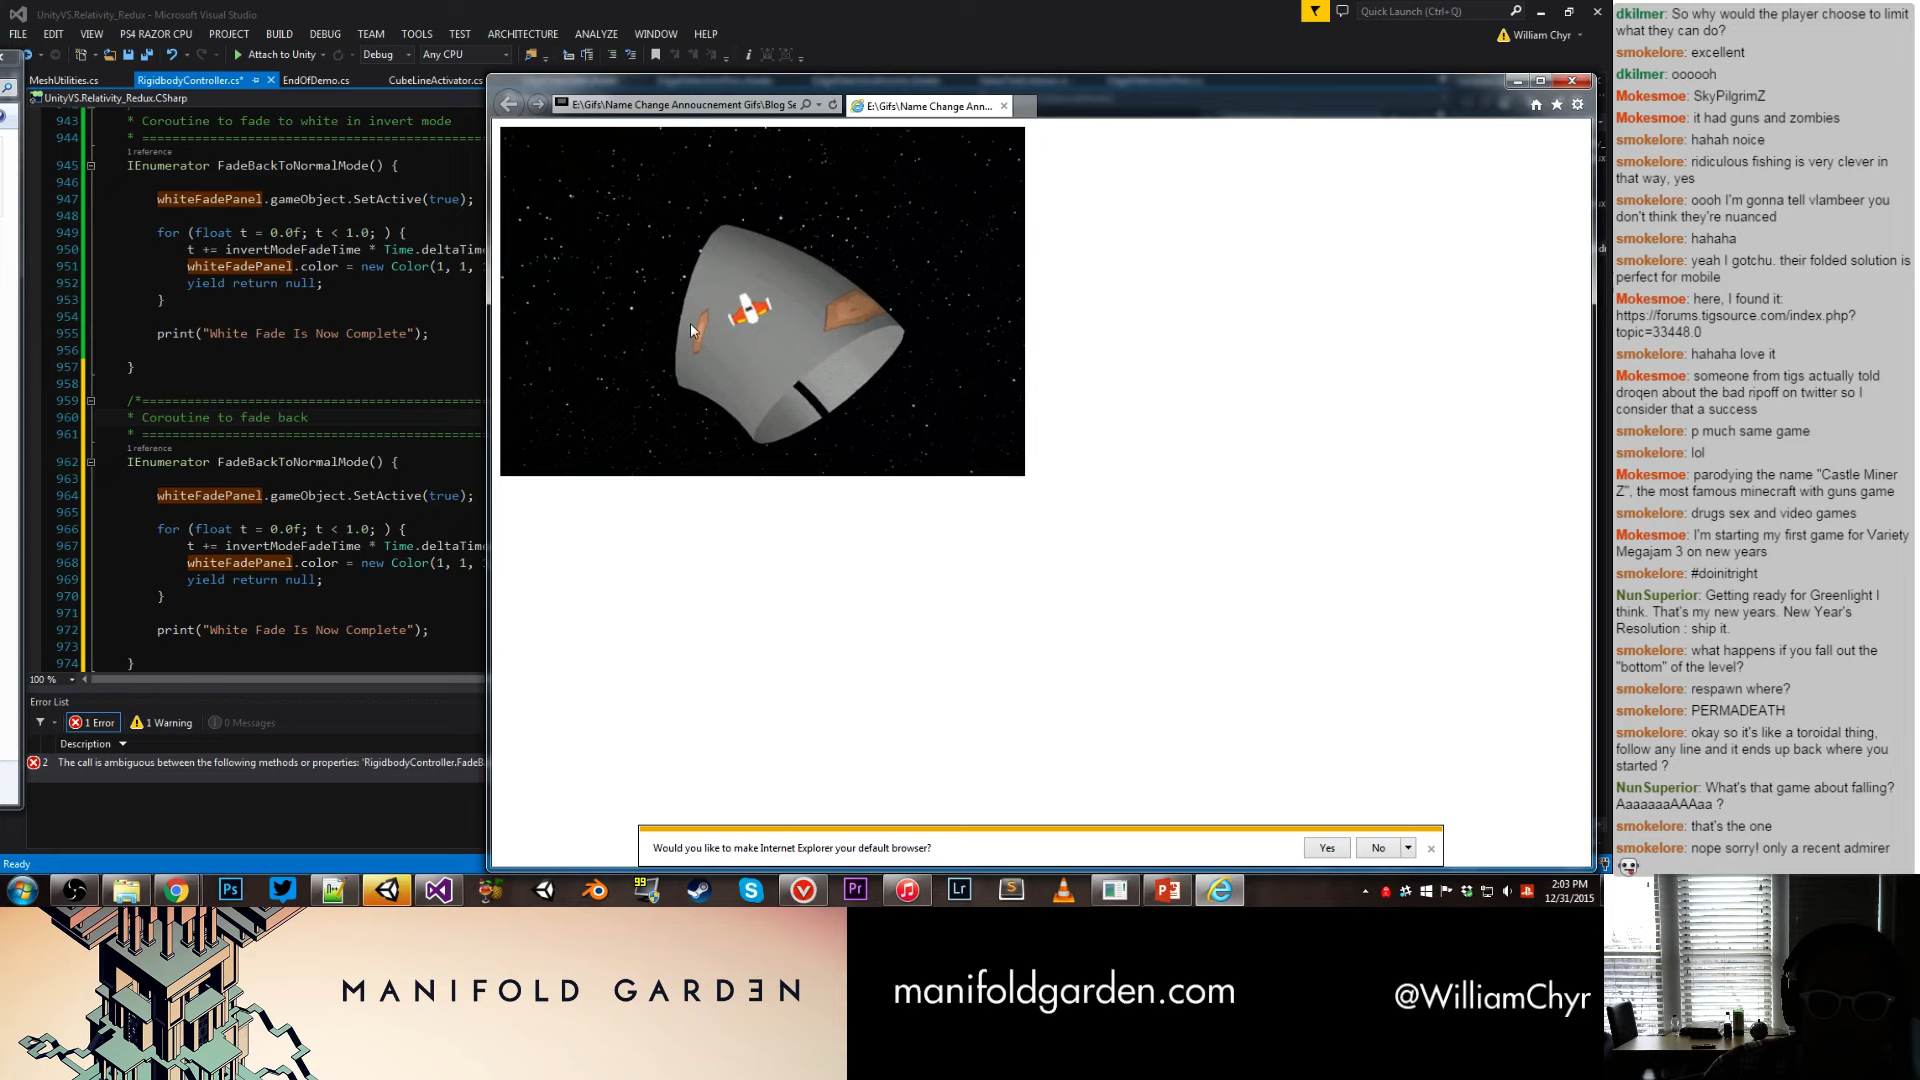 UnityVS.Relativity_Redux - Microsoft Visual Studio
Quick Launch (Ctrl+Q)
FILE EDIT VIEW PS4 RAZOR CPU PROJECT BUILD DEBUG TEAM TOOLS TEST ARCHITECTURE ANALYZE WINDOW HELP
William Chyr
Attach to Unity Debug Any CPU
MeshUtilities.cs RigidbodyController.cs* EndOfDemo.cs CubeLineActivator.cs
UnityVS.Relativity_Redux.CSharp
943 * Coroutine to fade to white in invert mode
944 * =============================================
1 reference
945 IEnumerator FadeBackToNormalMode() {
946
947 whiteFadePanel.gameObject.SetActive(true);
948
949 for (float t = 0.0f; t < 1.0; ) {
950 t += invertModeFadeTime * Time.deltaTime
951 whiteFadePanel.color = new Color(1, 1,
952 yield return null;
953 }
954
955 print("White Fade Is Now Complete");
956
957 }
958
959 /*=============================================
960 * Coroutine to fade back
961 * =============================================
1 reference
962 IEnumerator FadeBackToNormalMode() {
963
964 whiteFadePanel.gameObject.SetActive(true);
965
966 for (float t = 0.0f; t < 1.0; ) {
967 t += invertModeFadeTime * Time.deltaTime
968 whiteFadePanel.color = new Color(1, 1,
969 yield return null;
970 }
971
972 print("White Fade Is Now Complete");
973
974 }
100 %
Error List
1 Error 1 Warning 0 Messages
Description
2 The call is ambiguous between the following methods or properties: 'RigidbodyController.FadeB
Ready
E:\Gifs\Name Change Annoucnement Gifs\Blog Se
E:\Gifs\Name Change Ann...
Would you like to make Internet Explorer your default browser?
Yes No
2:03 PM
12/31/2015
MANIFOLD GARDEN
manifoldgarden.com
@WilliamChyr
dkilmer: So why would the player choose to limit
what they can do?
smokelore: excellent
dkilmer: oooooh
Mokesmoe: SkyPilgrimZ
Mokesmoe: it had guns and zombies
smokelore: hahah noice
smokelore: ridiculous fishing is very clever in
that way, yes
smokelore: oooh I'm gonna tell vlambeer you
don't think they're nuanced
smokelore: hahaha
smokelore: yeah I gotchu. their folded solution is
perfect for mobile
Mokesmoe: here, I found it:
https://forums.tigsource.com/index.php?
topic=33448.0
smokelore: hahaha love it
Mokesmoe: someone from tigs actually told
droqen about the bad ripoff on twitter so I
consider that a success
smokelore: p much same game
smokelore: lol
Mokesmoe: parodying the name "Castle Miner
Z", the most famous minecraft with guns game
smokelore: drugs sex and video games
Mokesmoe: I'm starting my first game for Variety
Megajam 3 on new years
smokelore: #doinitright
NunSuperior: Getting ready for Greenlight I
think. That's my new years. New Year's
Resolution : ship it.
smokelore: what happens if you fall out the
"bottom" of the level?
smokelore: respawn where?
smokelore: PERMADEATH
smokelore: okay so it's like a toroidal thing,
follow any line and it ends up back where you
started ?
NunSuperior: What's that game about falling?
AaaaaaaAAAaa ?
smokelore: that's the one
smokelore: nope sorry! only a recent admirer